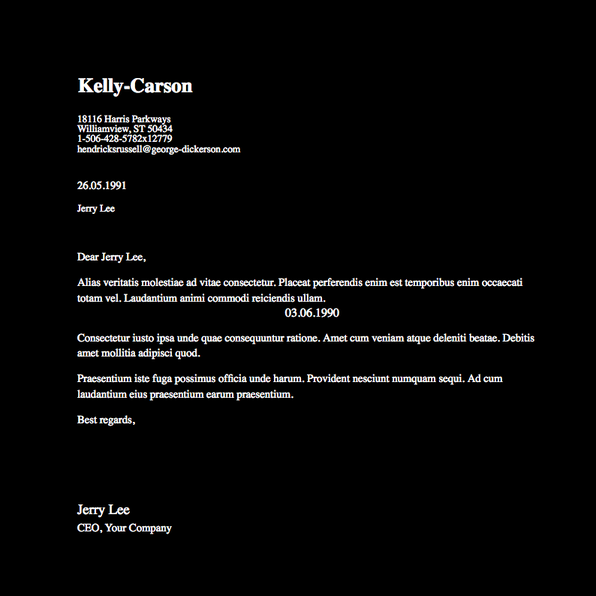 Kelly-Carson
18116 Harris Parkways
Williamview, ST 50434
1-506-428-5782x12779
hendricksrussell@george-dickerson.com
26.05.1991
Jerry Lee
Dear Jerry Lee,
Alias veritatis molestiae ad vitae consectetur. Placeat perferendis enim est temporibus enim occaecati
totam vel. Laudantium animi commodi reiciendis ullam.
03.06.1990
Consectetur iusto ipsa unde quae consequuntur ratione. Amet cum veniam atque deleniti beatae. Debitis
amet mollitia adipisci quod.
Praesentium iste fuga possimus officia unde harum. Provident nesciunt numquam sequi. Ad cum
laudantium eius praesentium earum praesentium.
Best regards,
Jerry Lee
CEO, Your Company